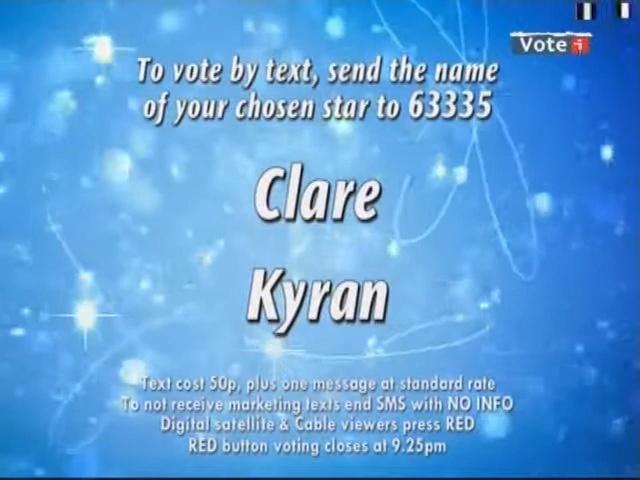 Vote i
To vote by text, send the name
of your chosen star to 63335
Clare
Kyran
Text cost 50p, plus one message at standard rate
To not receive marketing texts end SMS with NO INFO
Digital satellite & Cable viewers press RED
RED button voting closes at 9.25pm